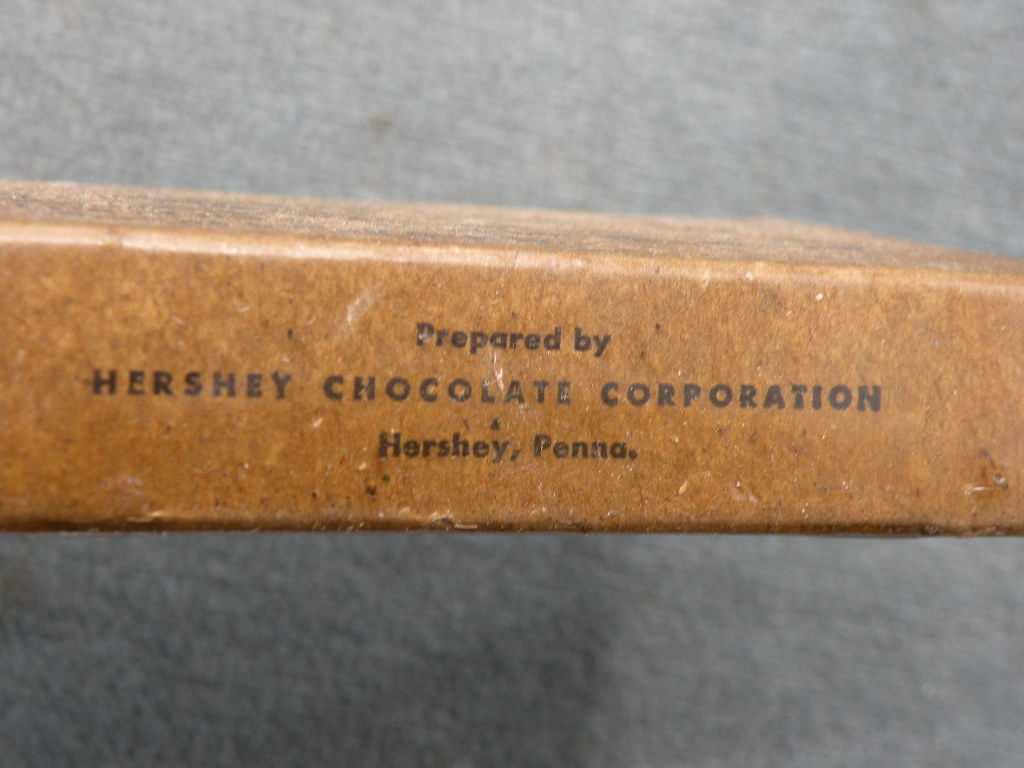 Prepared by
HERSHEY CHOCOLATE CORPORATION
Hershey, Penna.